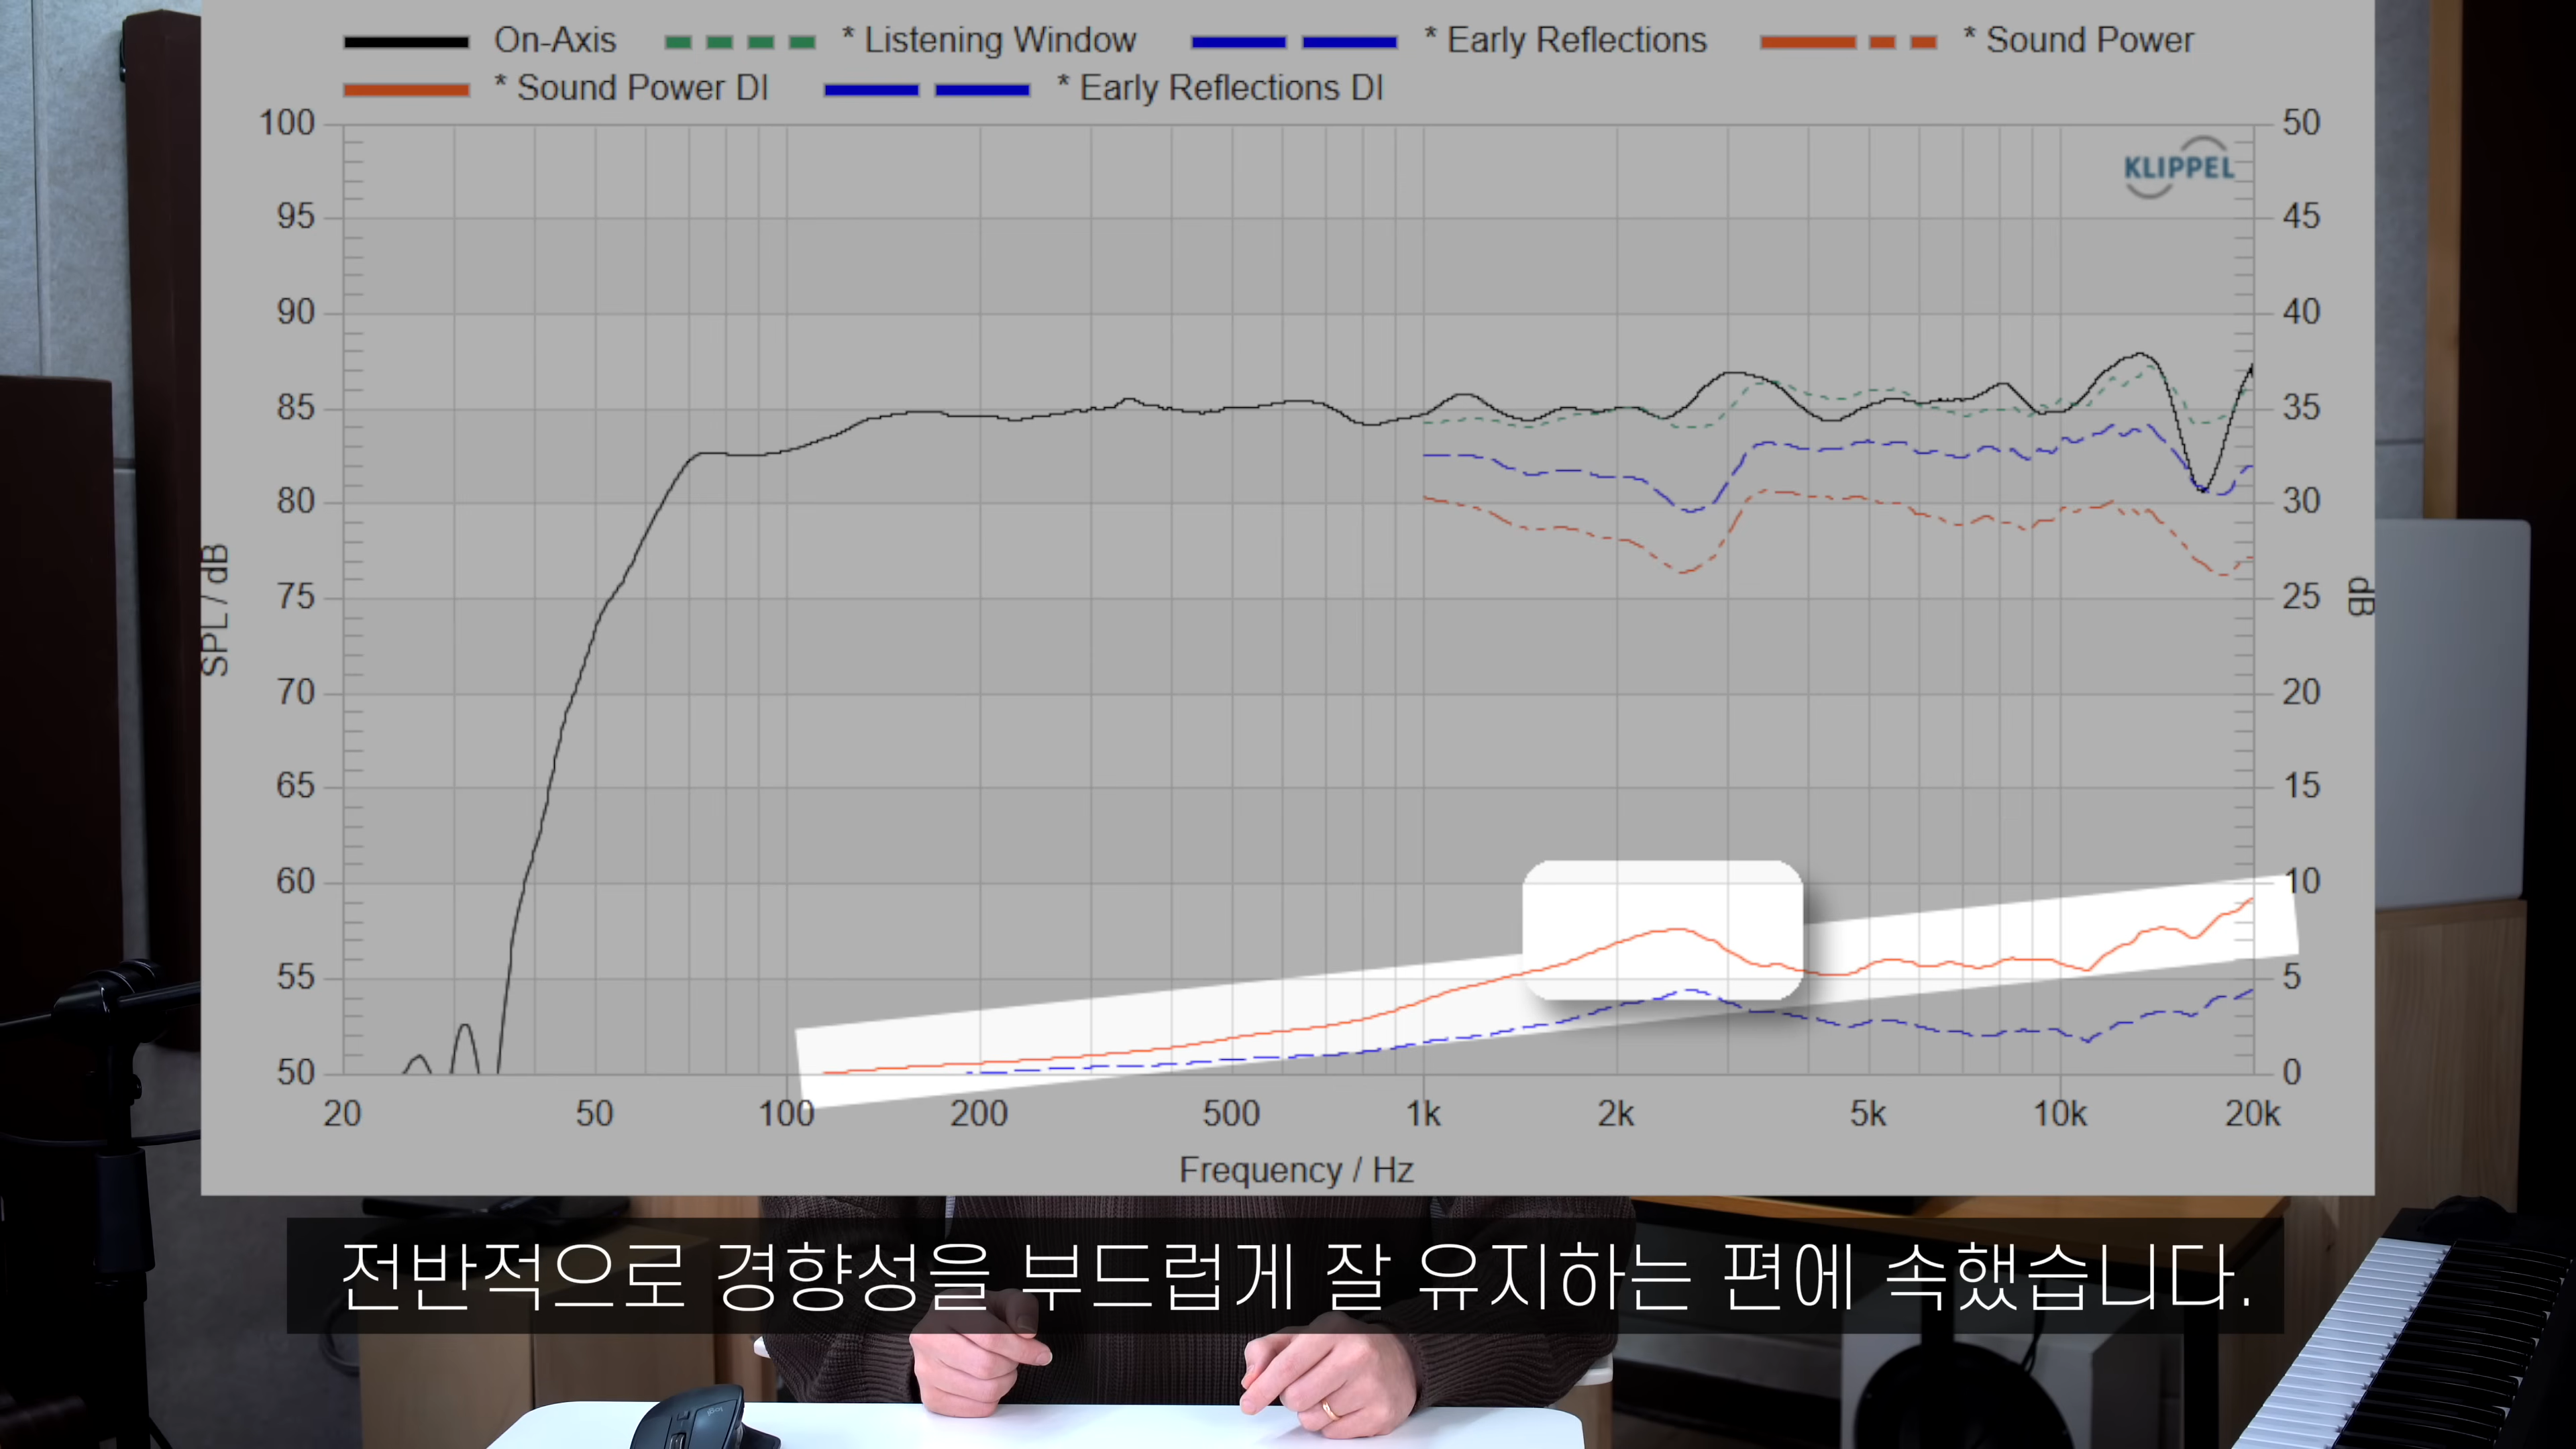 On-Axis * Listening Window * Early Reflections * Sound Power
* Sound Power DI * Early Reflections DI
100 50
KLIPPEL
95 45
90 40
85 35
80 30
SPL / dB dB
75 25
70 20
65 15
60 10
55 5
50 0
20 50 100 200 500 1k 2k 5k 10k 20k
Frequency / Hz
전반적으로 경향성을 부드럽게 잘 유지하는 편에 속했습니다.